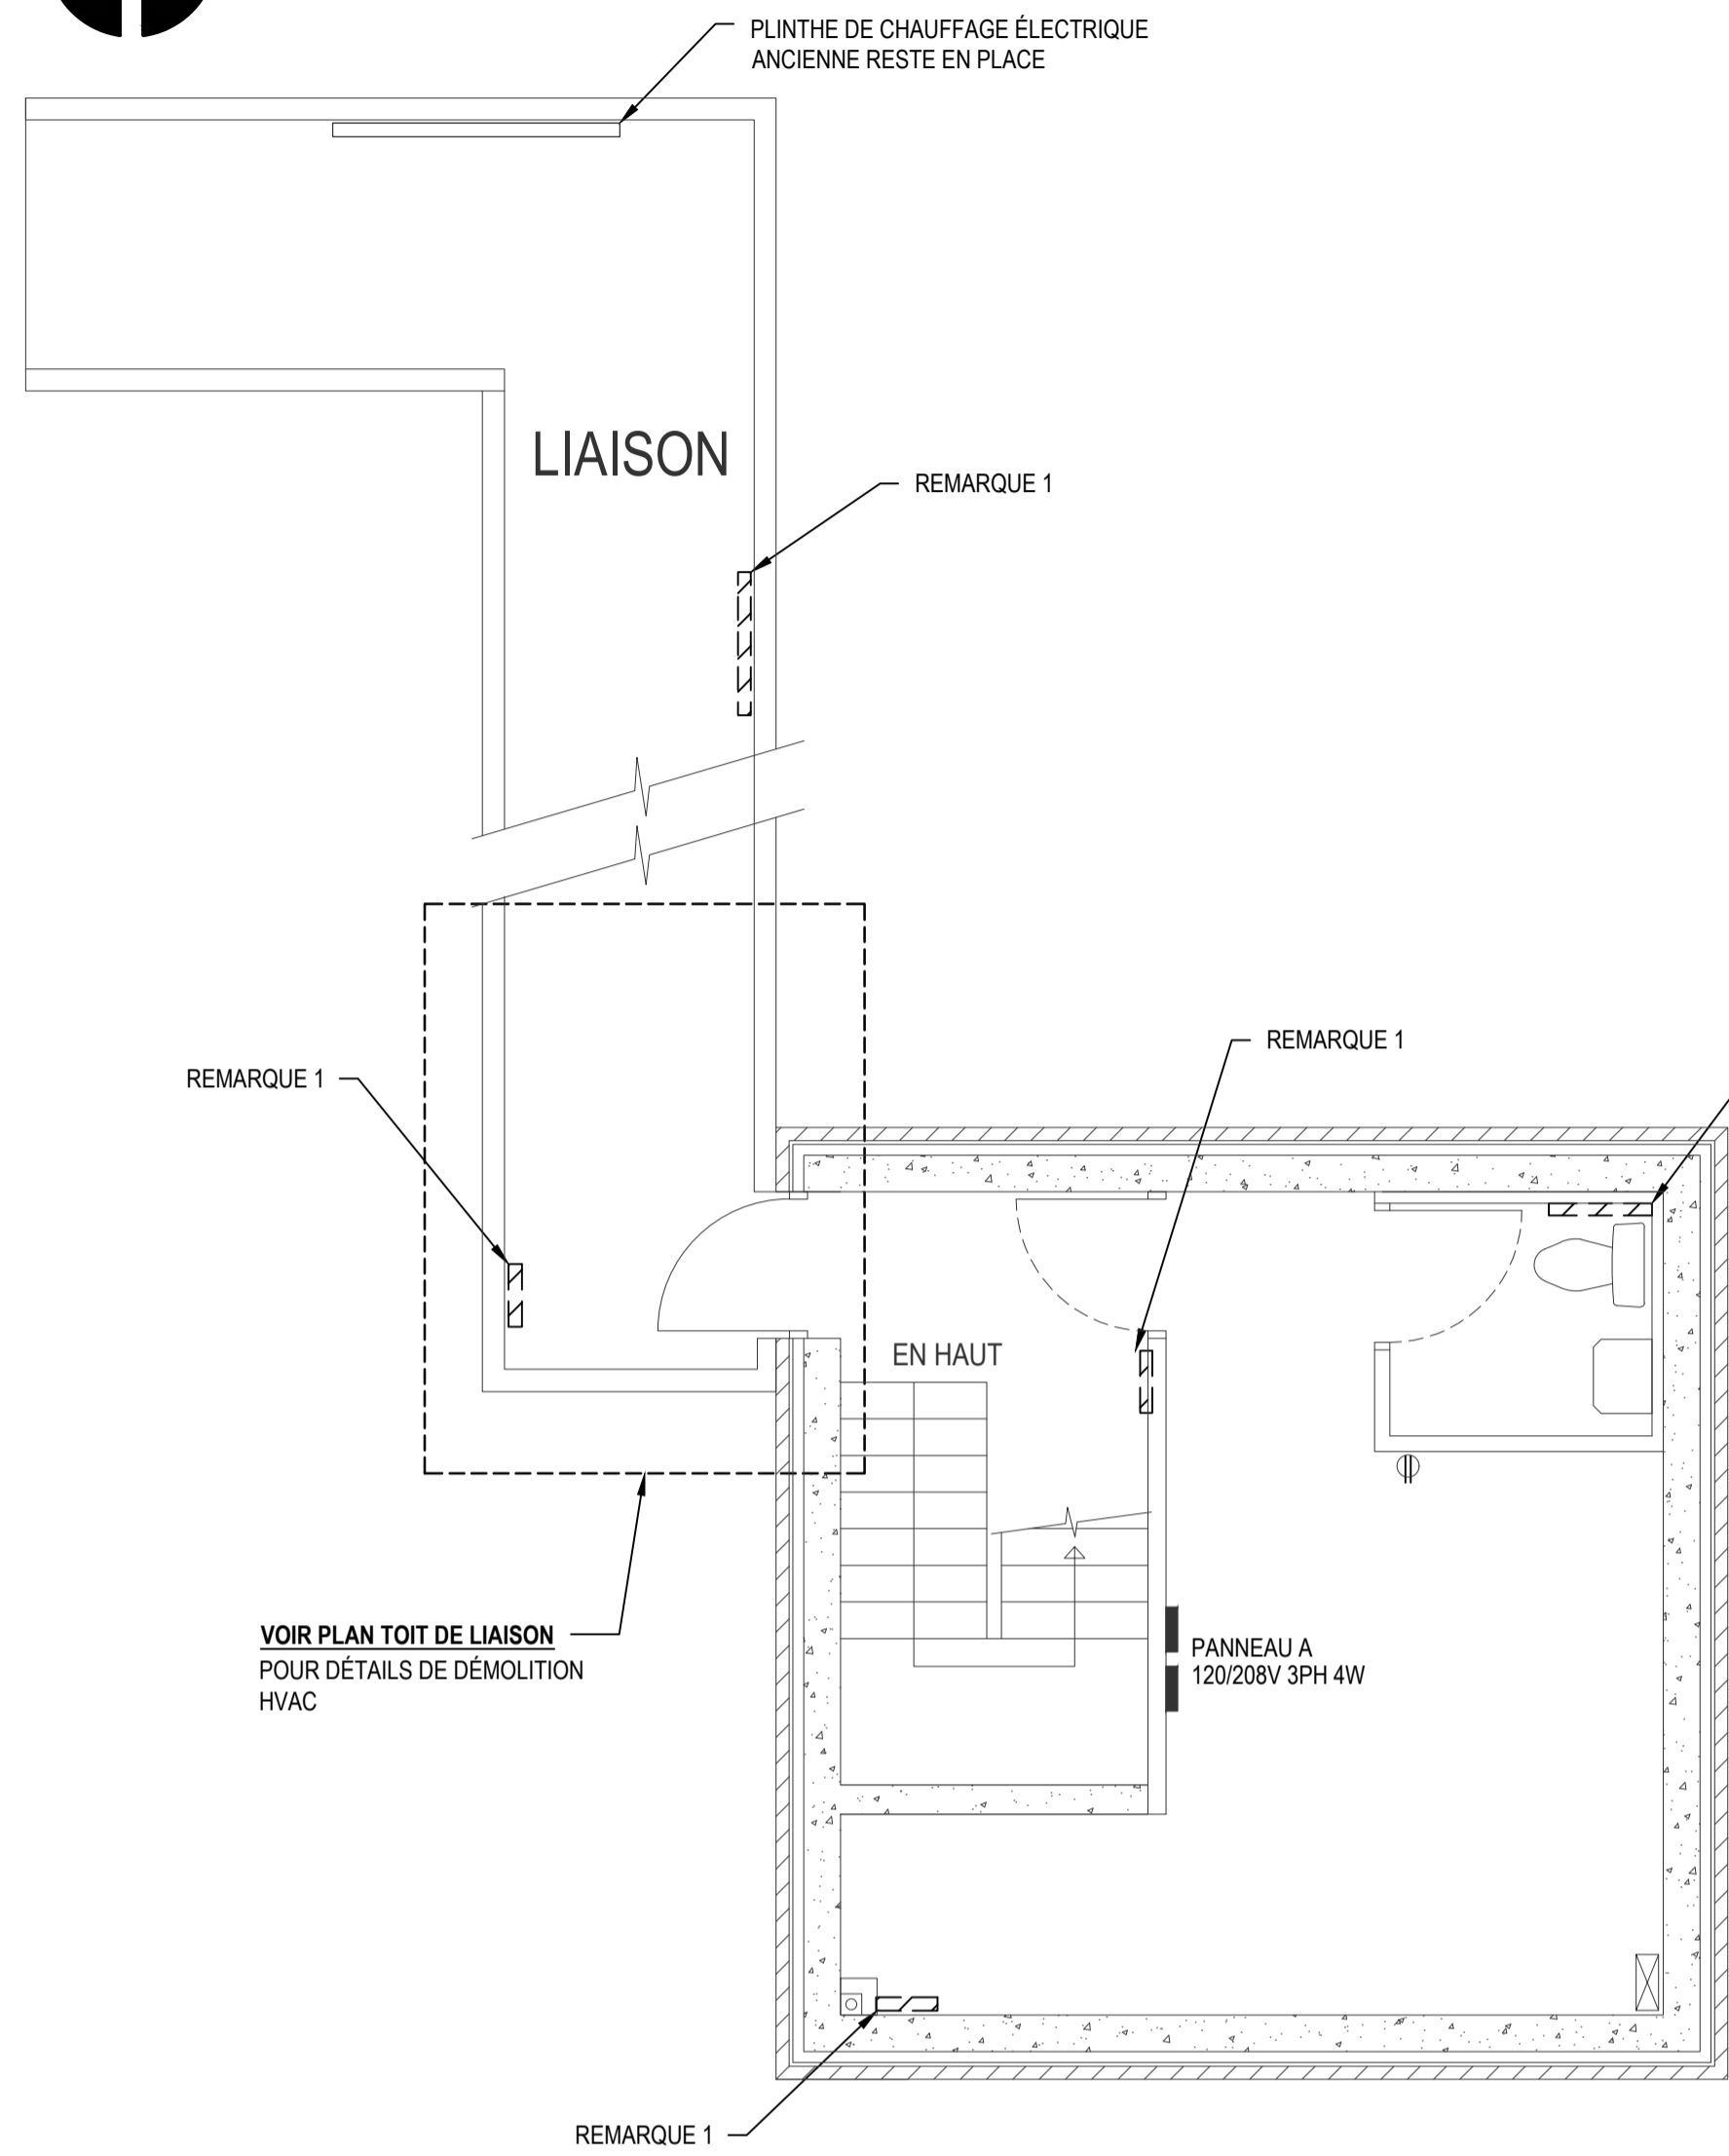 PLINTHE DE CHAUFFAGE ÉLECTRIQUE
ANCIENNE RESTE EN PLACE
LIAISON
REMARQUE 1
REMARQUE 1
REMARQUE 1
EN HAUT
VOIR PLAN TOIT DE LIAISON
POUR DÉTAILS DE DÉMOLITION
HVAC
PANNEAU A
120/208V 3PH 4W
REMARQUE 1